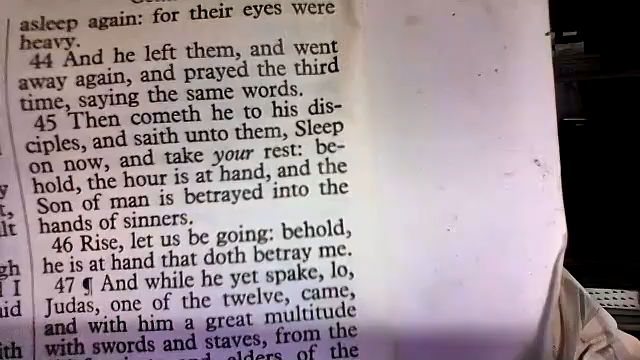 asleep again: for their eyes were
heavy.
44 And he left them, and went
away again, and prayed the third
time, saying the same words.
45 Then cometh he to his dis-
ciples, and saith unto them, Sleep
on now, and take your rest: be-
hold, the hour is at hand, and the
Son of man is betrayed into the
hands of sinners.
46 Rise, let us be going: behold,
he is at hand that doth betray me.
47 ¶ And while he yet spake, lo,
Judas, one of the twelve, came,
and with him a great multitude
with swords and staves, from the
elders of the